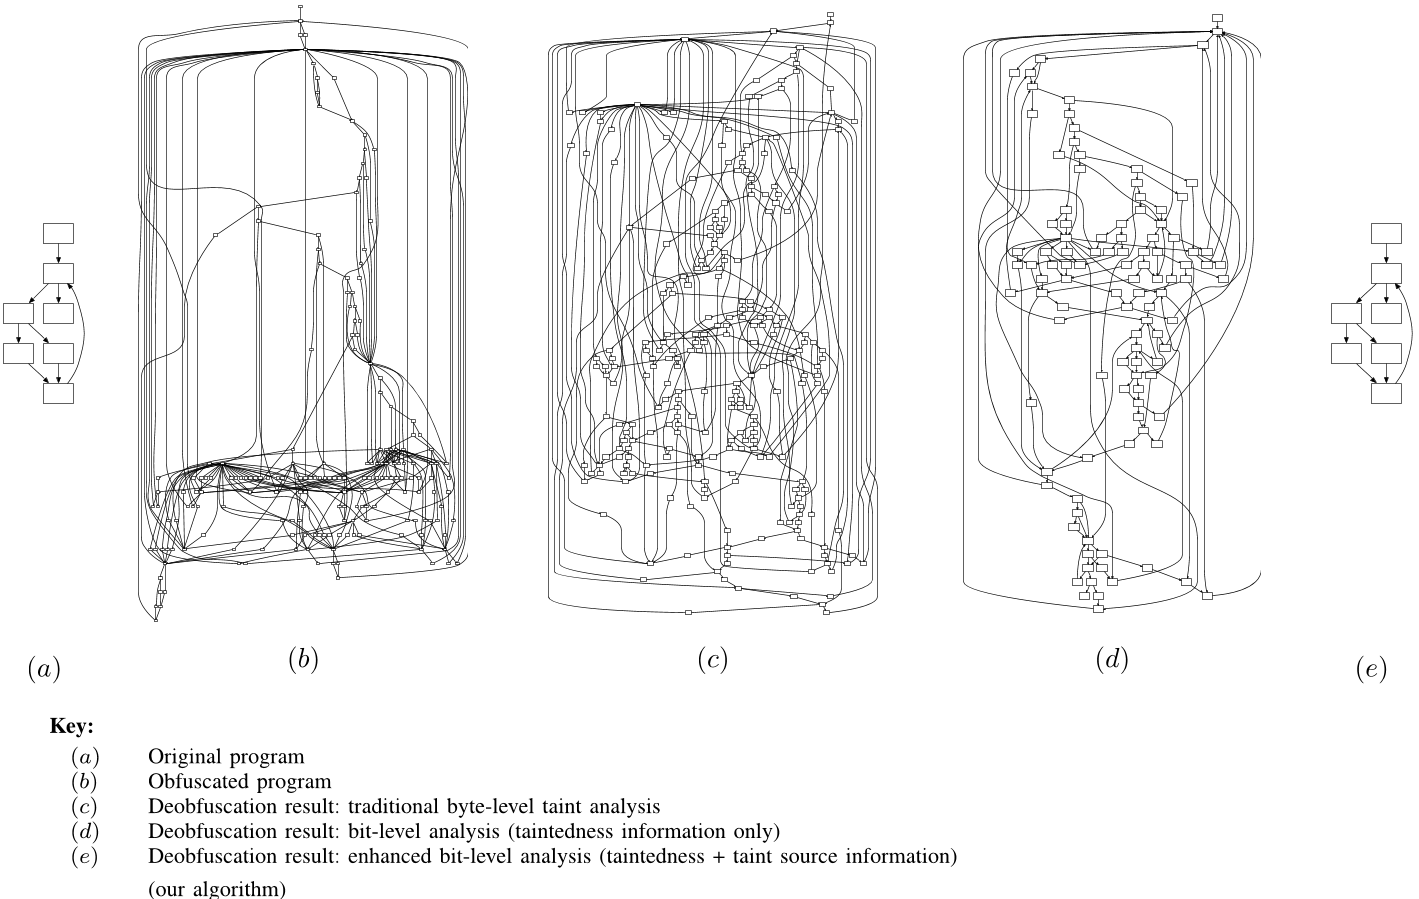 (a)
(b)
(c)
(d)
(e)
Key:
(a) Original program
(b) Obfuscated program
(c) Deobfuscation result: traditional byte-level taint analysis
(d) Deobfuscation result: bit-level analysis (taintedness information only)
(e) Deobfuscation result: enhanced bit-level analysis (taintedness + taint source information)
(our algorithm)